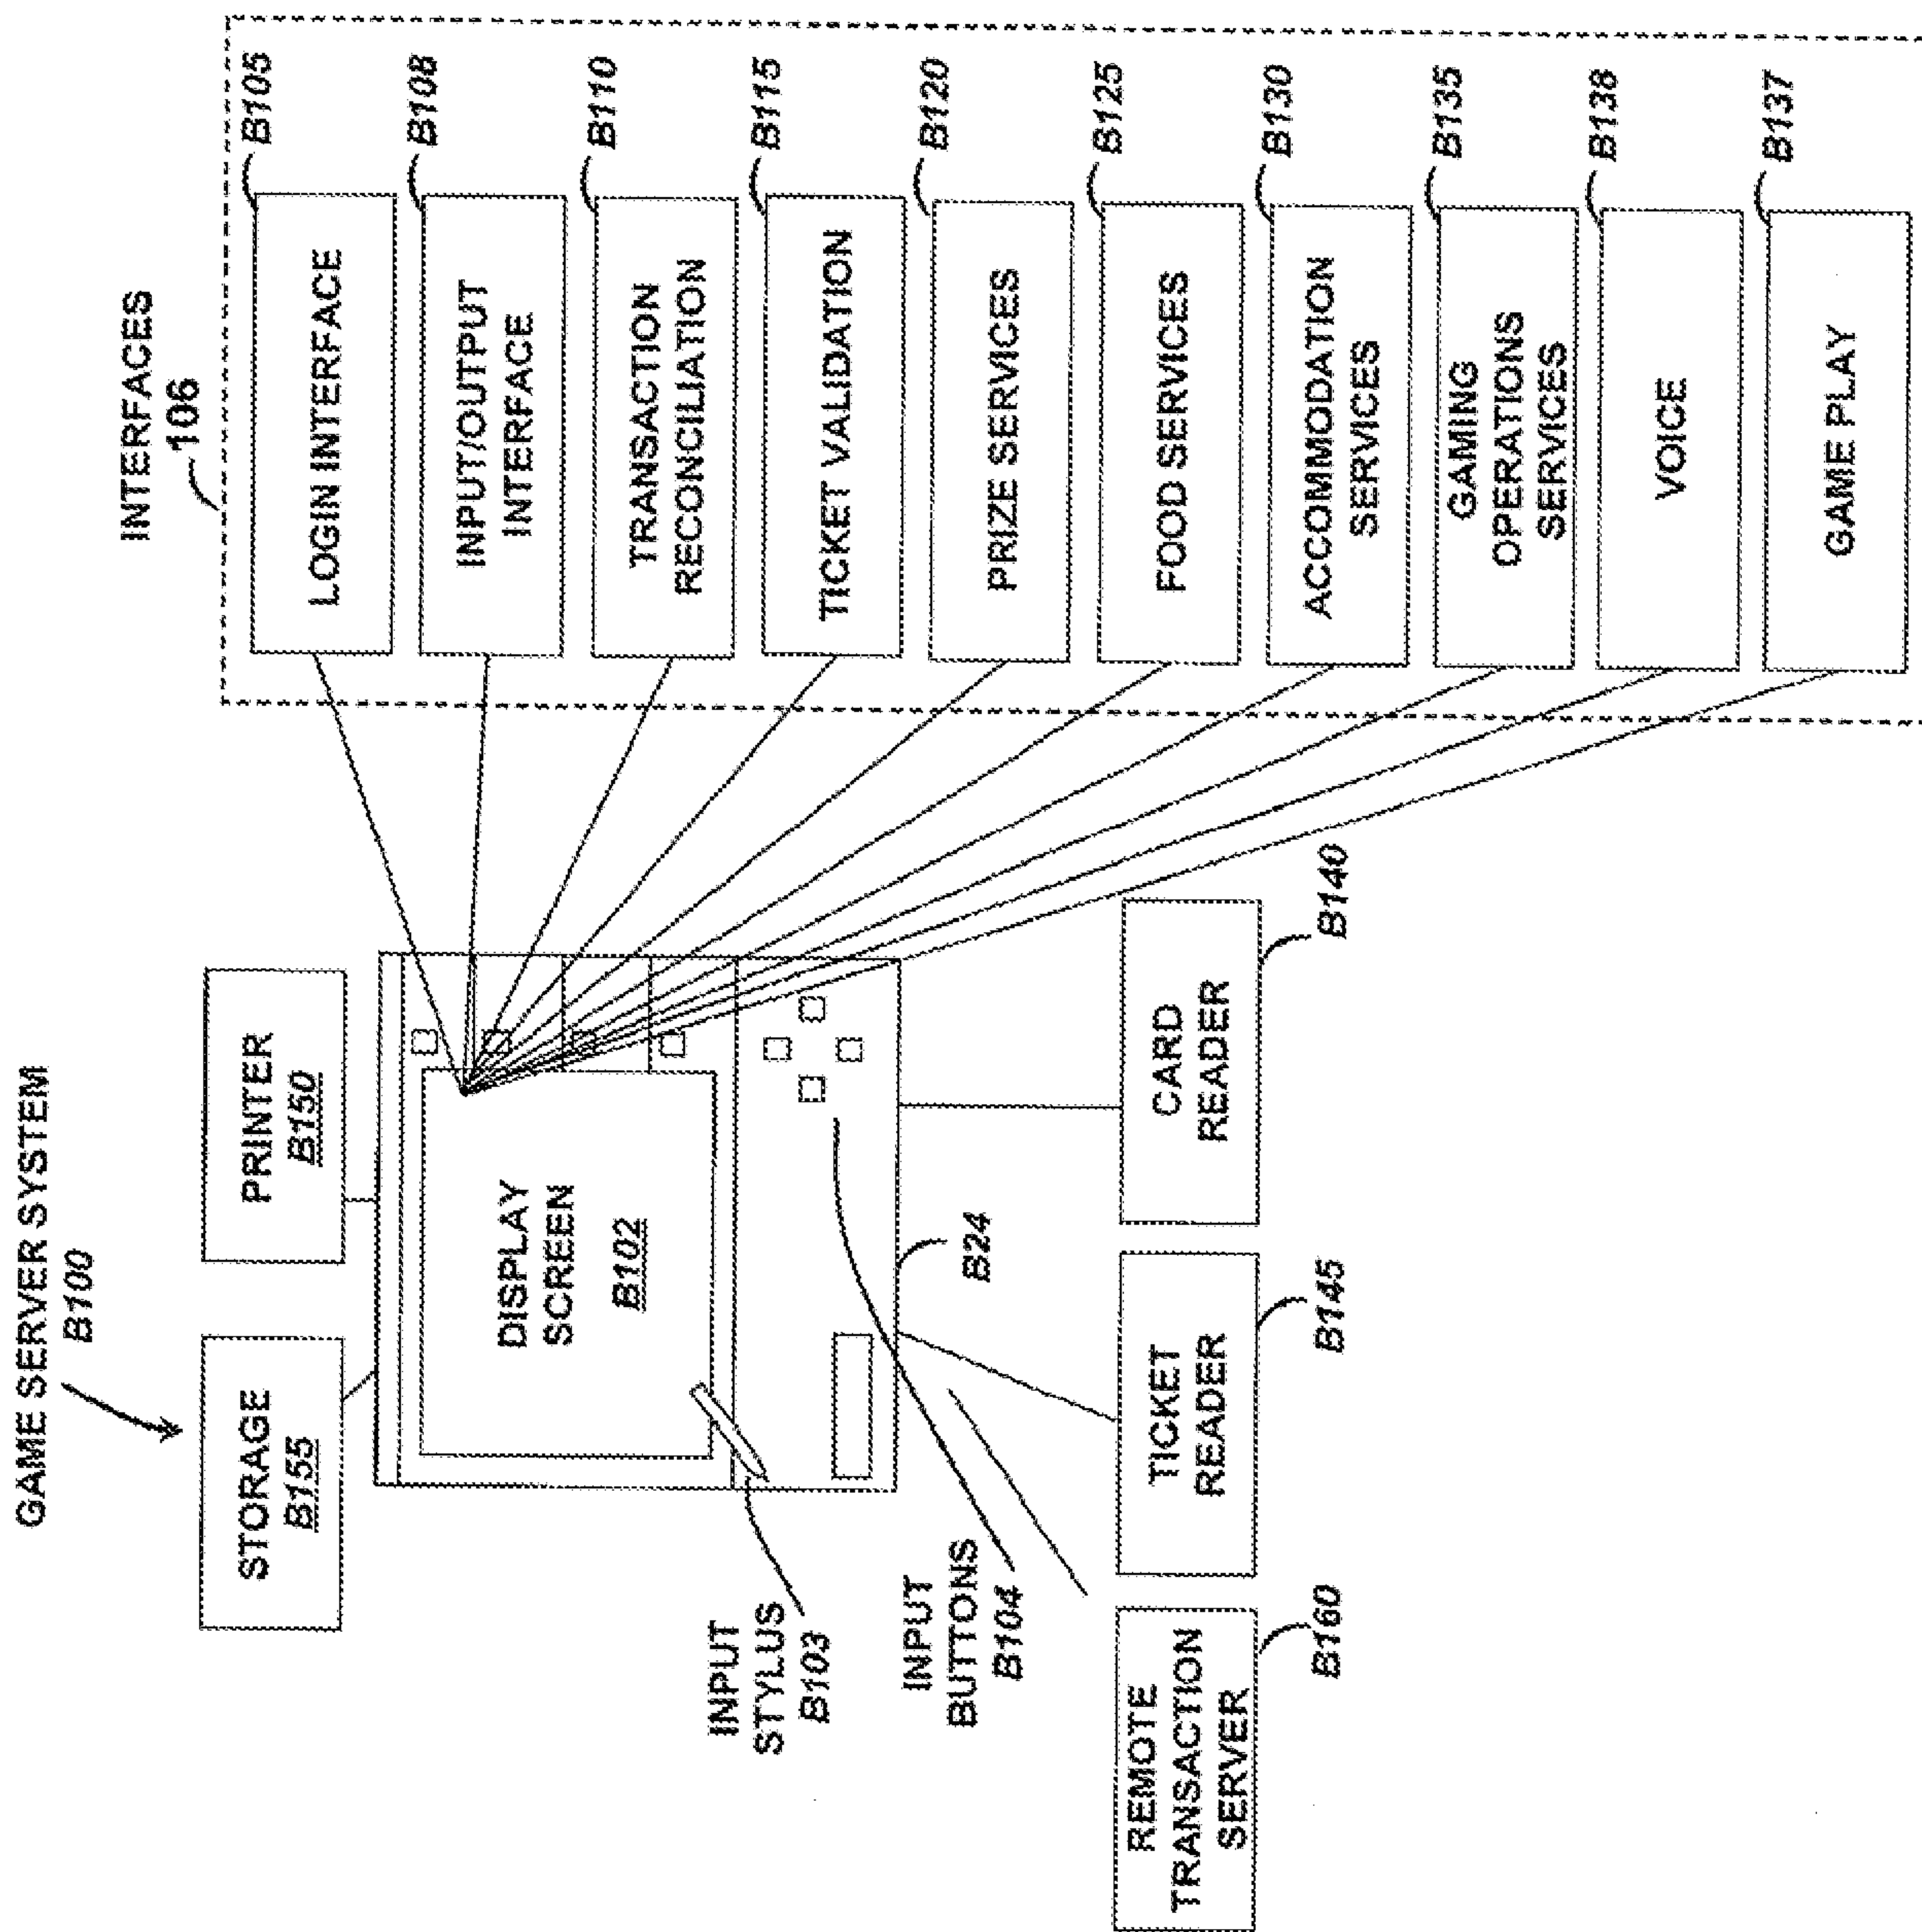 GAME SERVER SYSTEM
B100
STORAGE
B155
PRINTER
B150
INTERFACES
106
DISPLAY
SCREEN
B102
INPUT
STYLUS
B103
INPUT
BUTTONS
B104
B24
REMOTE
TRANSACTION
SERVER
B160
TICKET
READER
B145
CARD
READER
B140
LOGIN INTERFACE
B105
INPUT/OUTPUT
INTERFACE
B108
TRANSACTION
RECONCILIATION
B110
TICKET VALIDATION
B115
PRIZE SERVICES
B120
FOOD SERVICES
B125
ACCOMMODATION
SERVICES
B130
GAMING
OPERATIONS
SERVICES
B135
VOICE
B138
GAME PLAY
B137